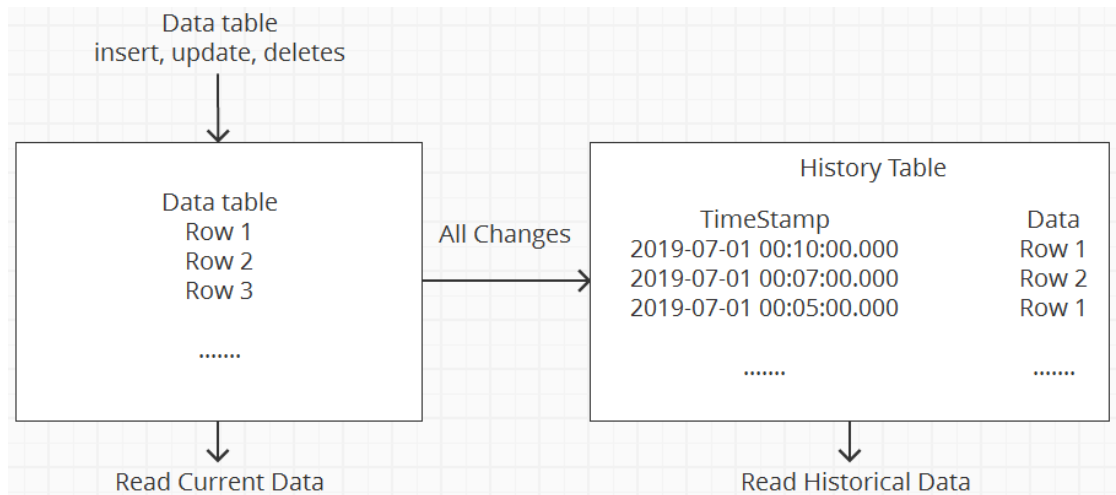 Data table
insert, update, deletes
Data table
Row 1
Row 2
Row 3
.......
Read Current Data
All Changes
History Table
TimeStamp Data
2019-07-01 00:10:00.000 Row 1
2019-07-01 00:07:00.000 Row 2
2019-07-01 00:05:00.000 Row 1
....... .......
Read Historical Data